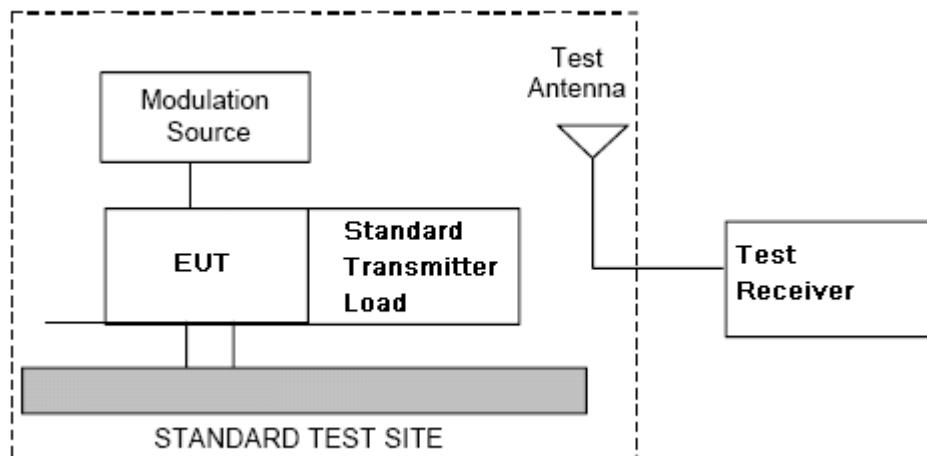 Test
Antenna
Modulation
Source
EUT
Standard
Transmitter
Load
Test
Receiver
STANDARD TEST SITE